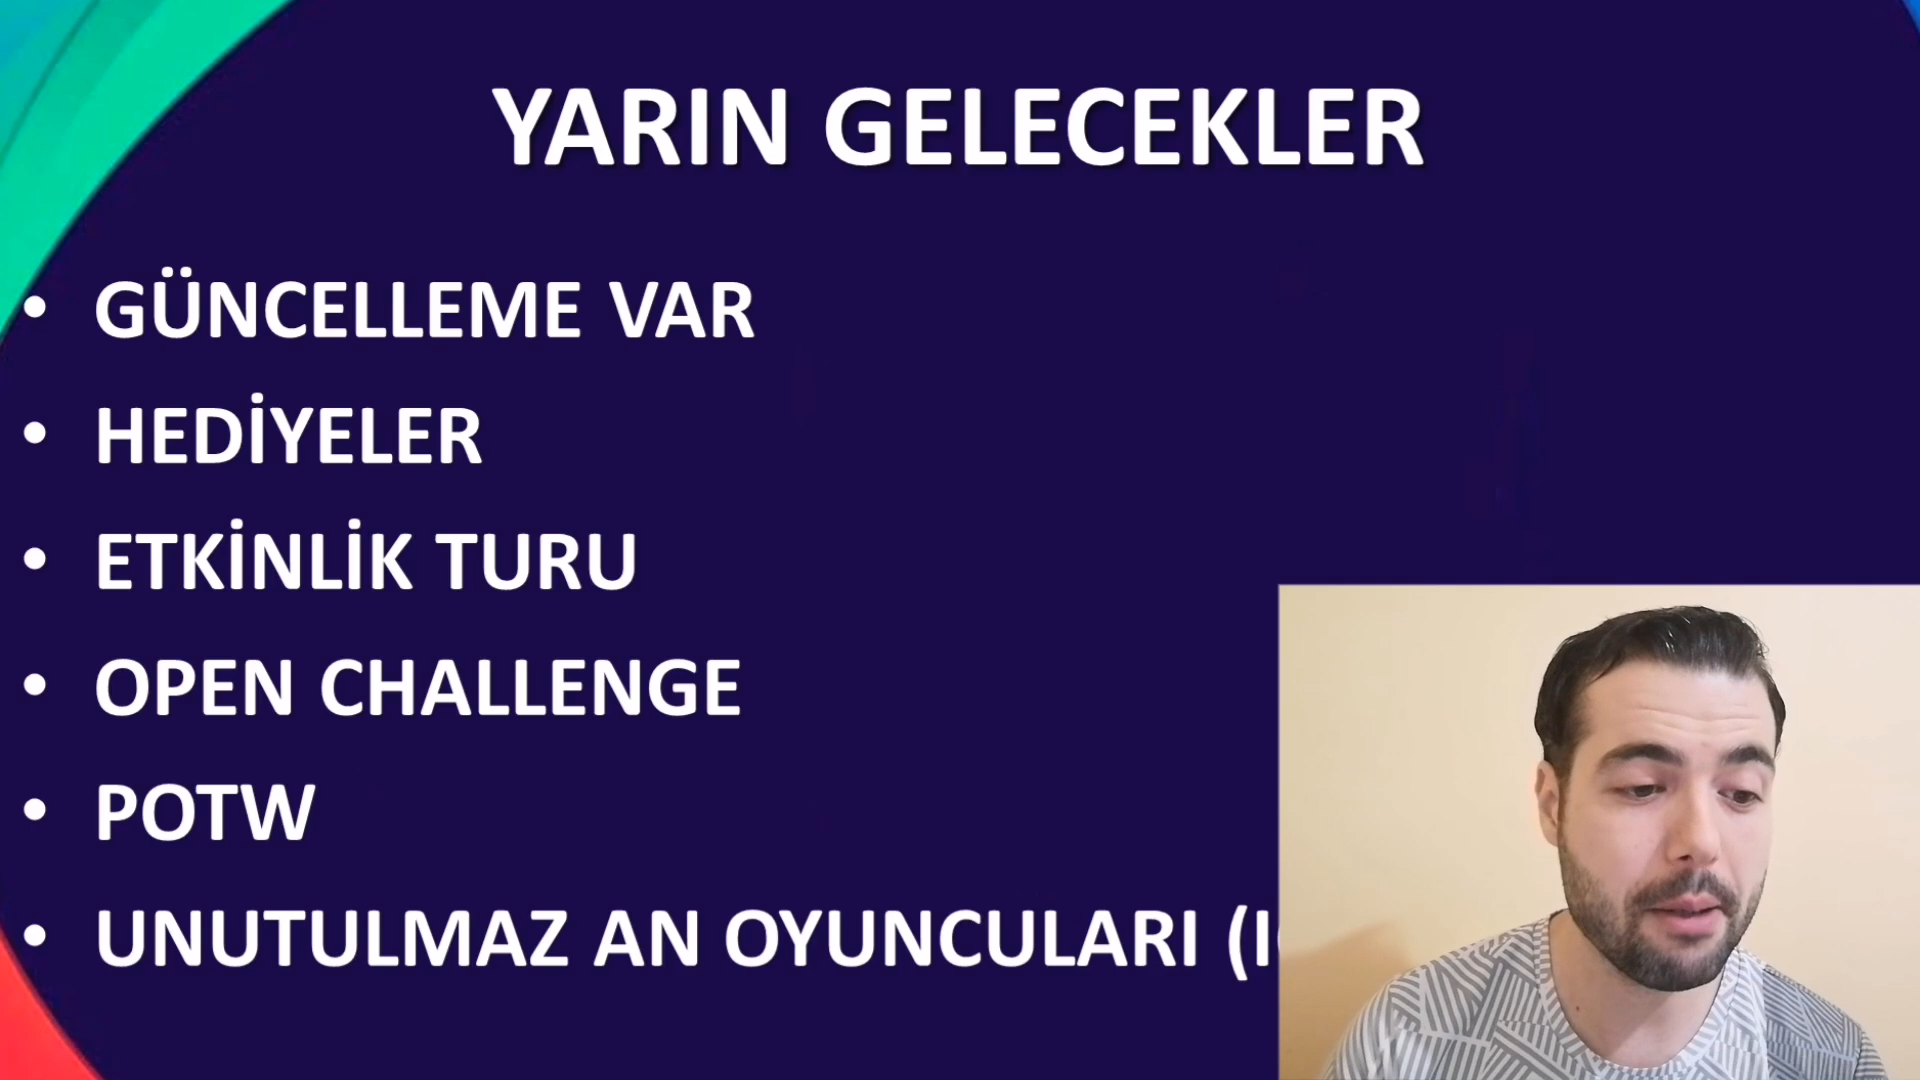 YARIN GELECEKLER
• GÜNCELLEME VAR
• HEDİYELER
• ETKİNLİK TURU
• OPEN CHALLENGE
• POTW
• UNUTULMAZ AN OYUNCULARI